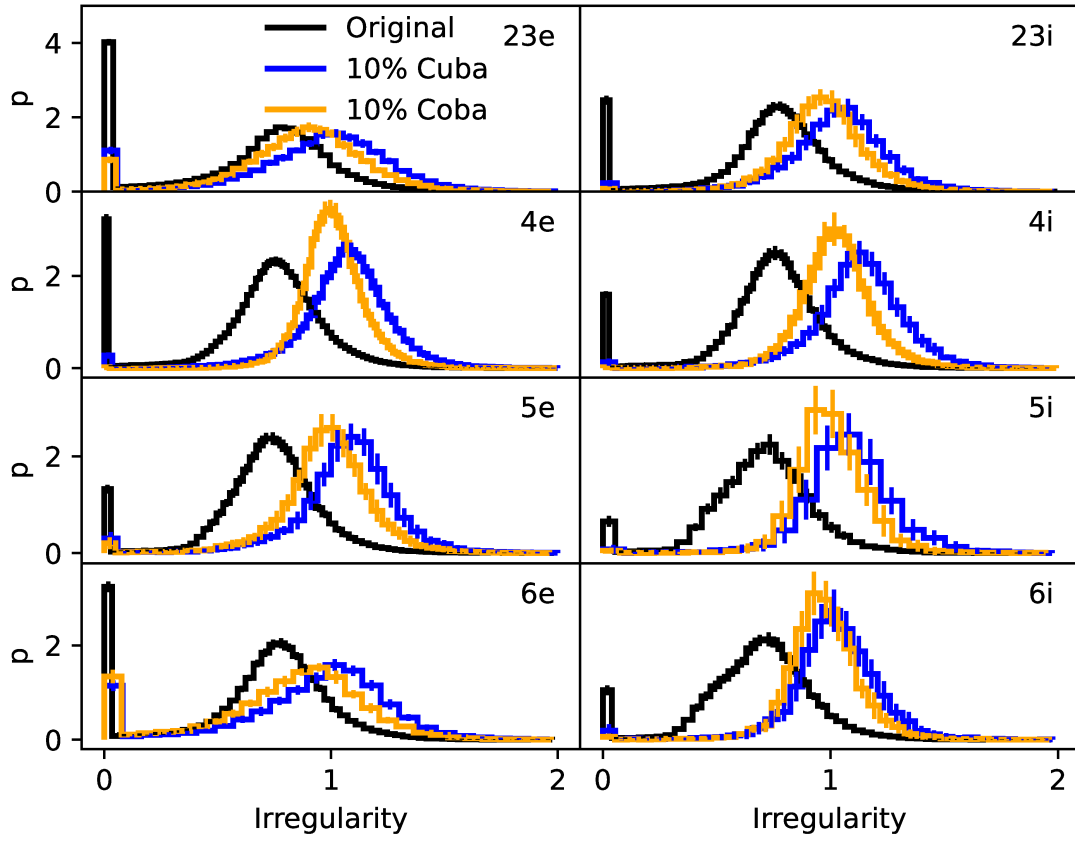 Original
10% Cuba
10% Coba
23e
23i
4
2
0
p
4e
4i
2
0
p
5e
5i
2
0
p
6e
6i
2
0
p
0 1 2
0 1 2
Irregularity
Irregularity